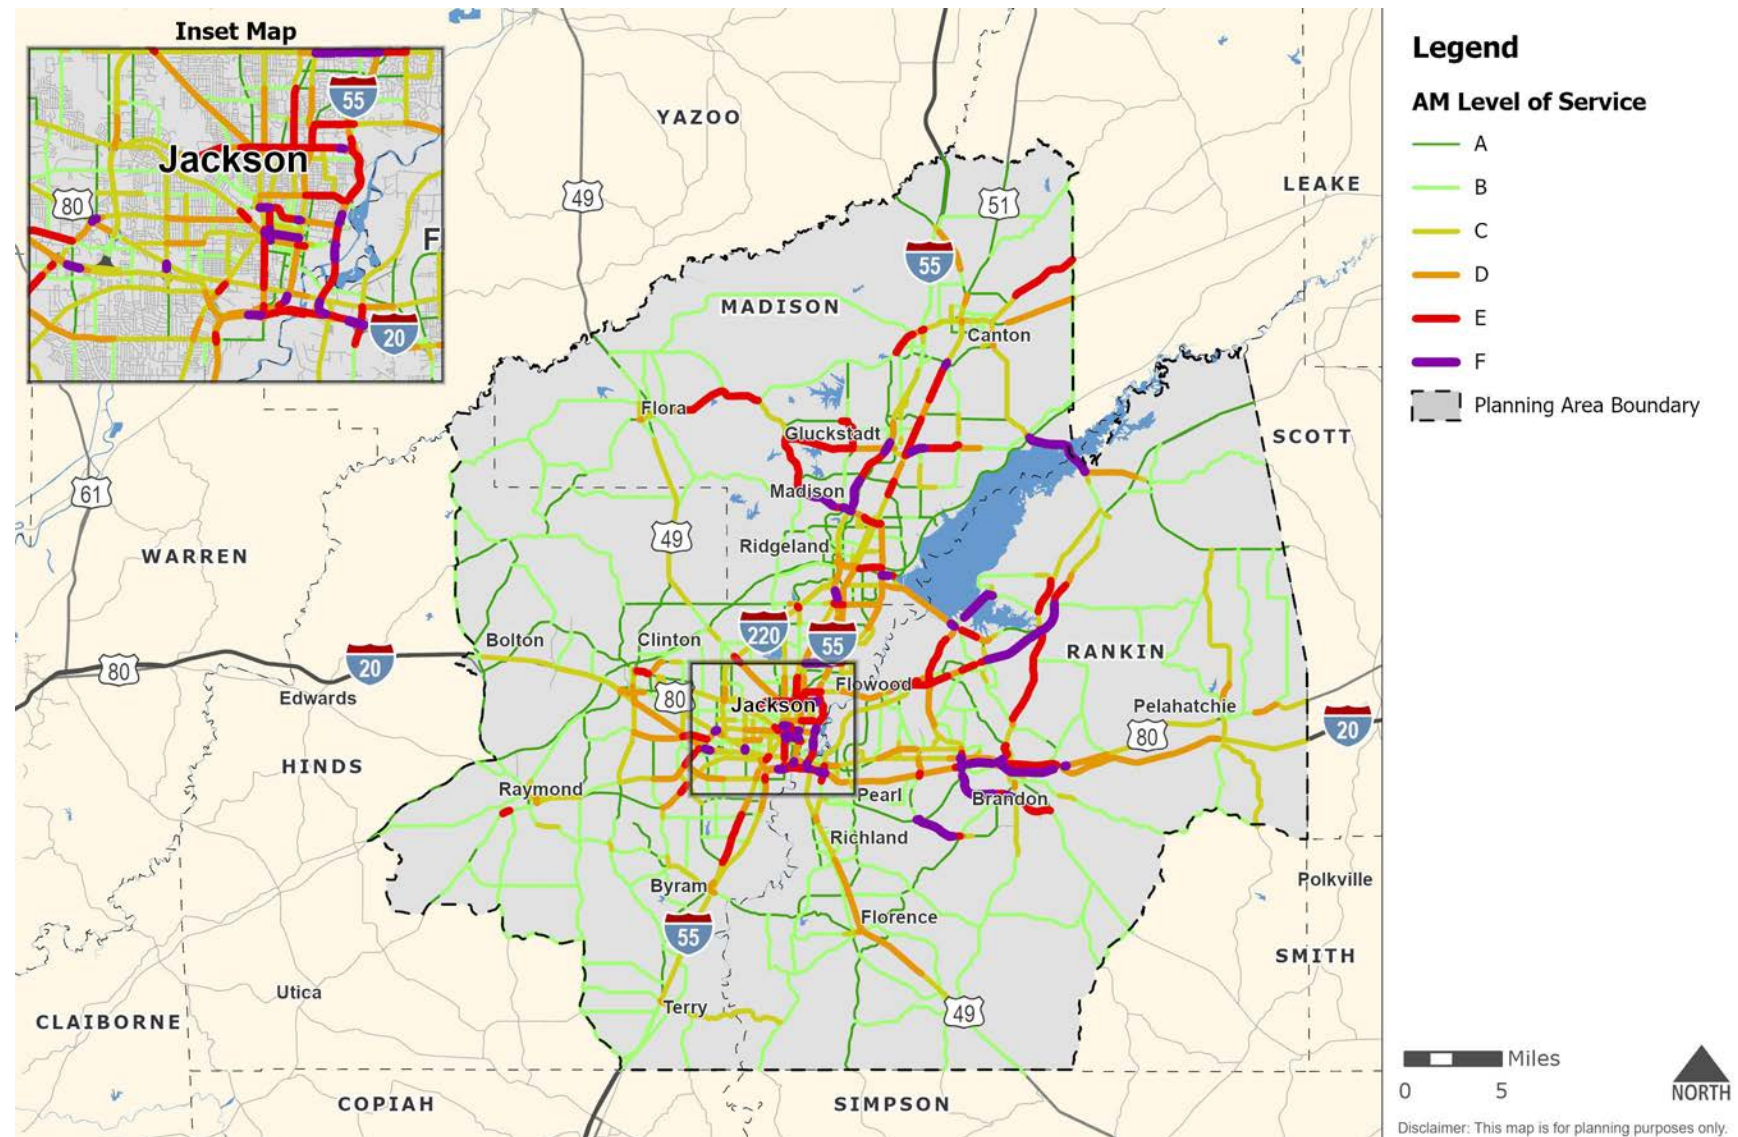 Inset Map
55
Jackson
80
F
20
YAZOO
49
51
LEAKE
55
MADISON
Canton
Flora
Gluckstadt
SCOTT
61
Madison
49
Ridgeland
WARREN
220
55
Bolton
Clinton
RANKIN
20
80
Edwards
80
Flowood
Jackson
Pelahatchie
80
20
HINDS
Raymond
Pearl
Brandon
Richland
Byram
Polkville
Florence
55
SMITH
Utica
Terry
49
CLAIBORNE
COPIAH
SIMPSON
Legend
AM Level of Service
A
B
C
D
E
F
Planning Area Boundary
Miles
0 5
NORTH
Disclaimer: This map is for planning purposes only.